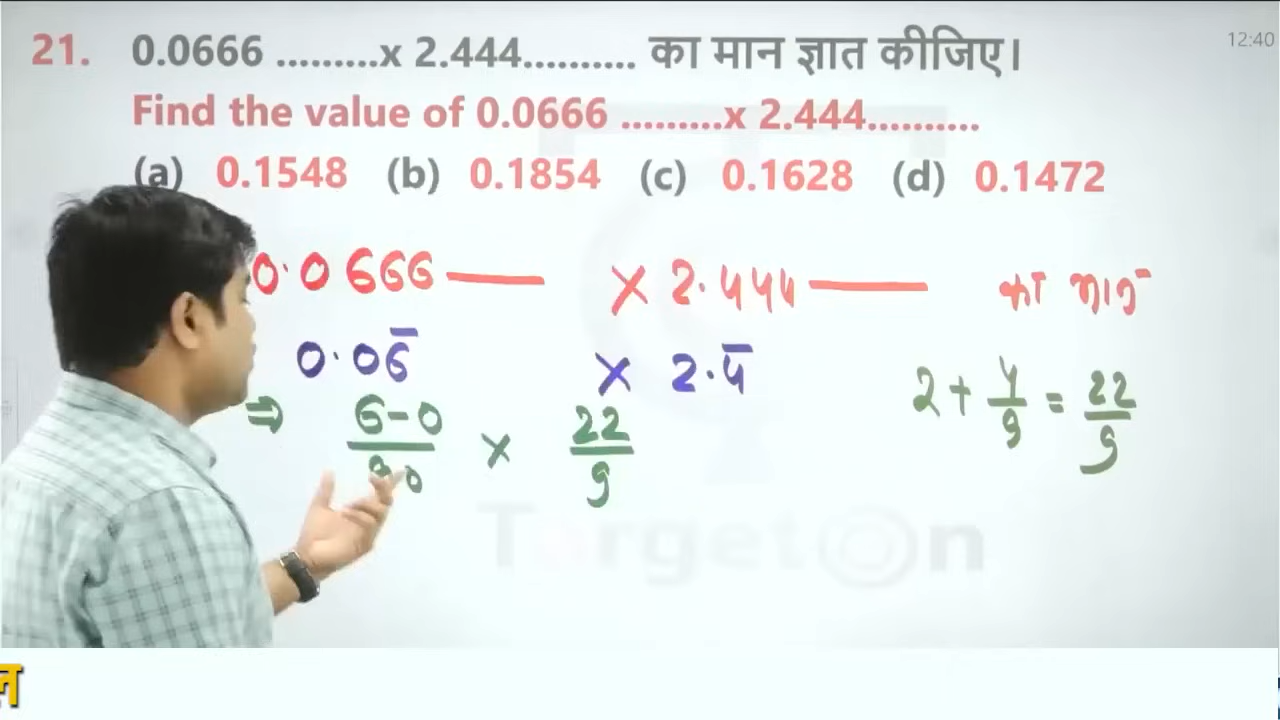 12:40
21. 0.0666 .........x 2.444.......... का मान ज्ञात कीजिए।
Find the value of 0.0666 .........x 2.444..........
(a) 0.1548 (b) 0.1854 (c) 0.1628 (d) 0.1472
0.0666 — × 2.444 — का मान
0.06̅ × 2.4̅
⇒ 6-0/90 × 22/9
2 + 4/9 = 22/9
Target On
ल